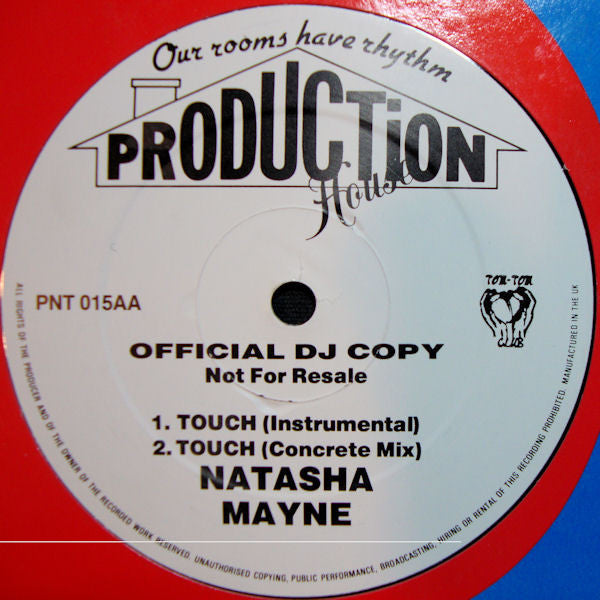 Our rooms have rhythm
PRODUCTiON
House
TOM-TOM
CLUB
PNT 015AA
OFFICIAL DJ COPY
Not For Resale
1. TOUCH (Instrumental)
2. TOUCH (Concrete Mix)
NATASHA
MAYNE
ALL RIGHTS OF THE PRODUCER AND OF THE OWNER OF THE RECORDED WORK RESERVED. UNAUTHORISED COPYING, PUBLIC PERFORMANCE, BROADCASTING, HIRING OR RENTAL OF THIS RECORDING PROHIBITED. MANUFACTURED IN THE UK